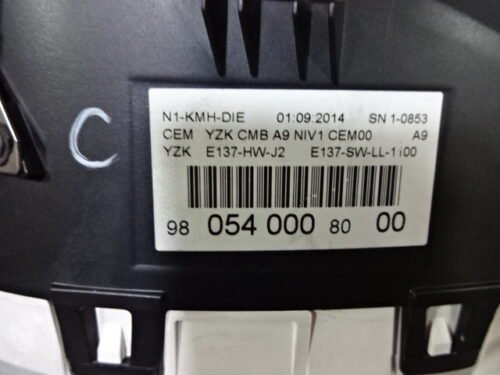 C
N1-KMH-DIE 01.09.2014 SN 1-0853
CEM YZK CMB A9 NIV1 CEM00 A9
YZK E137-HW-J2 E137-SW-LL-1i00
98 054 000 80 00